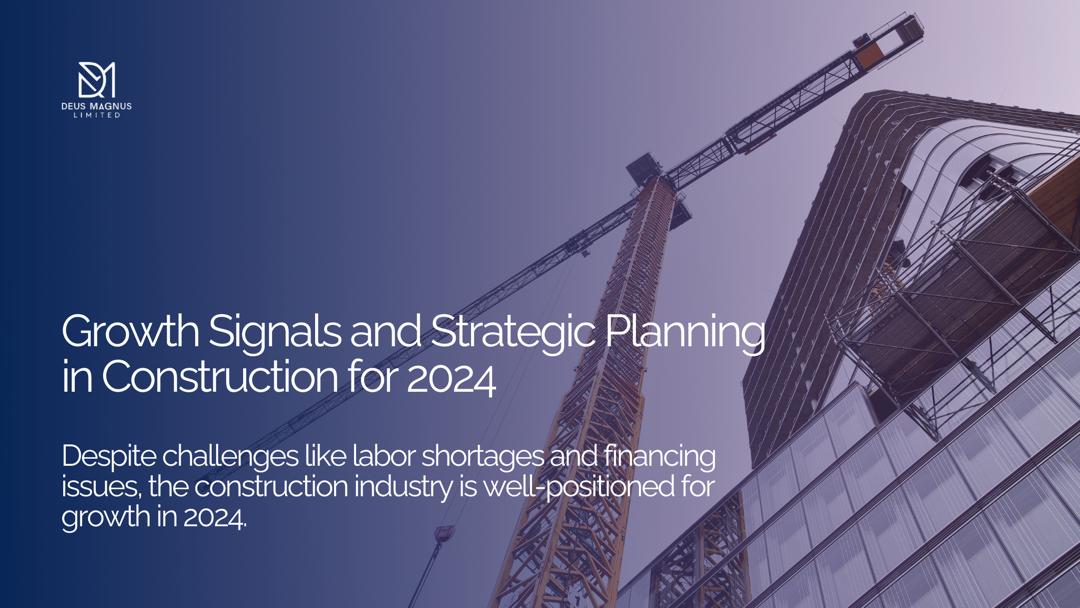 DEUS MAGNUS
LIMITED
Growth Signals and Strategic Planning
in Construction for 2024
Despite challenges like labor shortages and financing
issues, the construction industry is well-positioned for
growth in 2024.